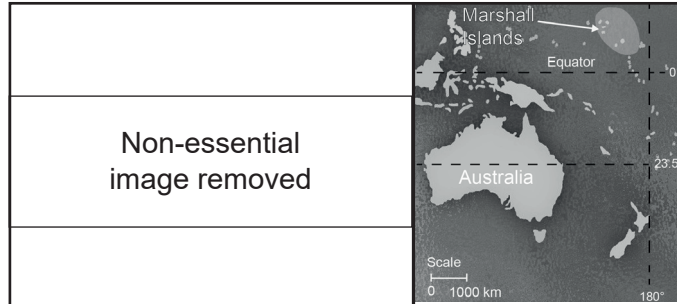 Non-essential
image removed
Marshall
Islands
Equator
0
23.5
Australia
Scale
0 1000 km
180°